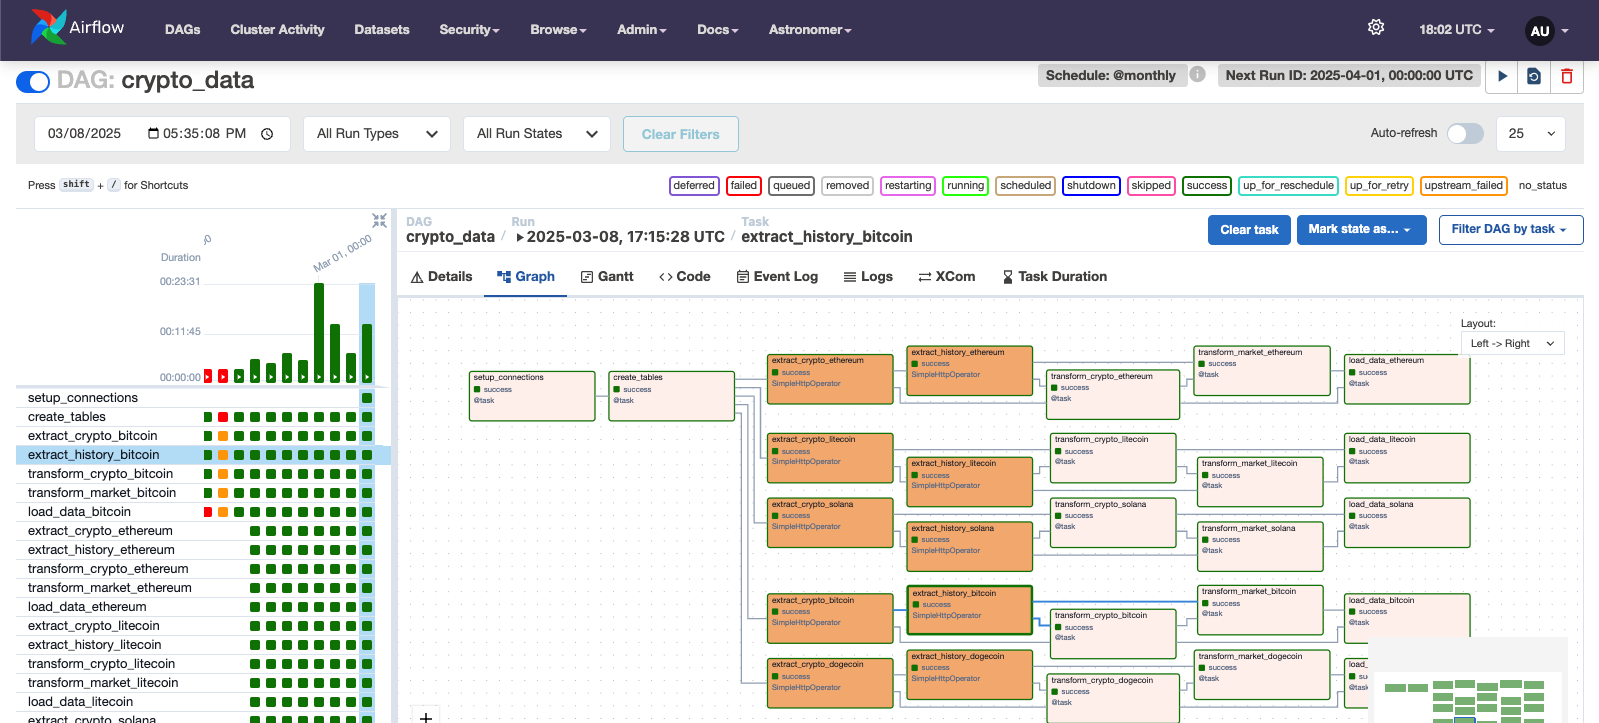 Airflow DAGs Cluster Activity Datasets Security Browse Admin Docs Astronomer 18:02 UTC AU
DAG: crypto_data Schedule: @monthly Next Run ID: 2025-04-01, 00:00:00 UTC
03/08/2025 05:35:08 PM All Run Types All Run States Clear Filters Auto-refresh 25
Press shift + / for Shortcuts deferred failed queued removed restarting running scheduled shutdown skipped success up_for_reschedule up_for_retry upstream_failed no_status
Duration
Mar 01, 00:00
00:23:31
00:11:45
00:00:00
setup_connections
create_tables
extract_crypto_bitcoin
extract_history_bitcoin
transform_crypto_bitcoin
transform_market_bitcoin
load_data_bitcoin
extract_crypto_ethereum
extract_history_ethereum
transform_crypto_ethereum
transform_market_ethereum
load_data_ethereum
extract_crypto_litecoin
extract_history_litecoin
transform_crypto_litecoin
transform_market_litecoin
load_data_litecoin
extract_crypto_solana
DAG Run Task
crypto_data / 2025-03-08, 17:15:28 UTC / extract_history_bitcoin
Clear task Mark state as... Filter DAG by task
Details Graph Gantt Code Event Log Logs XCom Task Duration
Layout:
Left -> Right
setup_connections
success
@task
create_tables
success
@task
extract_crypto_ethereum
success
SimpleHttpOperator
extract_history_ethereum
success
SimpleHttpOperator
transform_crypto_ethereum
success
@task
transform_market_ethereum
success
@task
load_data_ethereum
success
@task
extract_crypto_litecoin
success
SimpleHttpOperator
extract_history_litecoin
success
SimpleHttpOperator
transform_crypto_litecoin
success
@task
transform_market_litecoin
success
@task
load_data_litecoin
success
@task
extract_crypto_solana
success
SimpleHttpOperator
extract_history_solana
success
SimpleHttpOperator
transform_crypto_solana
success
@task
transform_market_solana
success
@task
load_data_solana
success
@task
extract_crypto_bitcoin
success
SimpleHttpOperator
extract_history_bitcoin
success
SimpleHttpOperator
transform_crypto_bitcoin
success
@task
transform_market_bitcoin
success
@task
load_data_bitcoin
success
@task
extract_crypto_dogecoin
success
SimpleHttpOperator
extract_history_dogecoin
success
SimpleHttpOperator
transform_crypto_dogecoin
success
@task
transform_market_dogecoin
success
@task
load_
su
@task
+